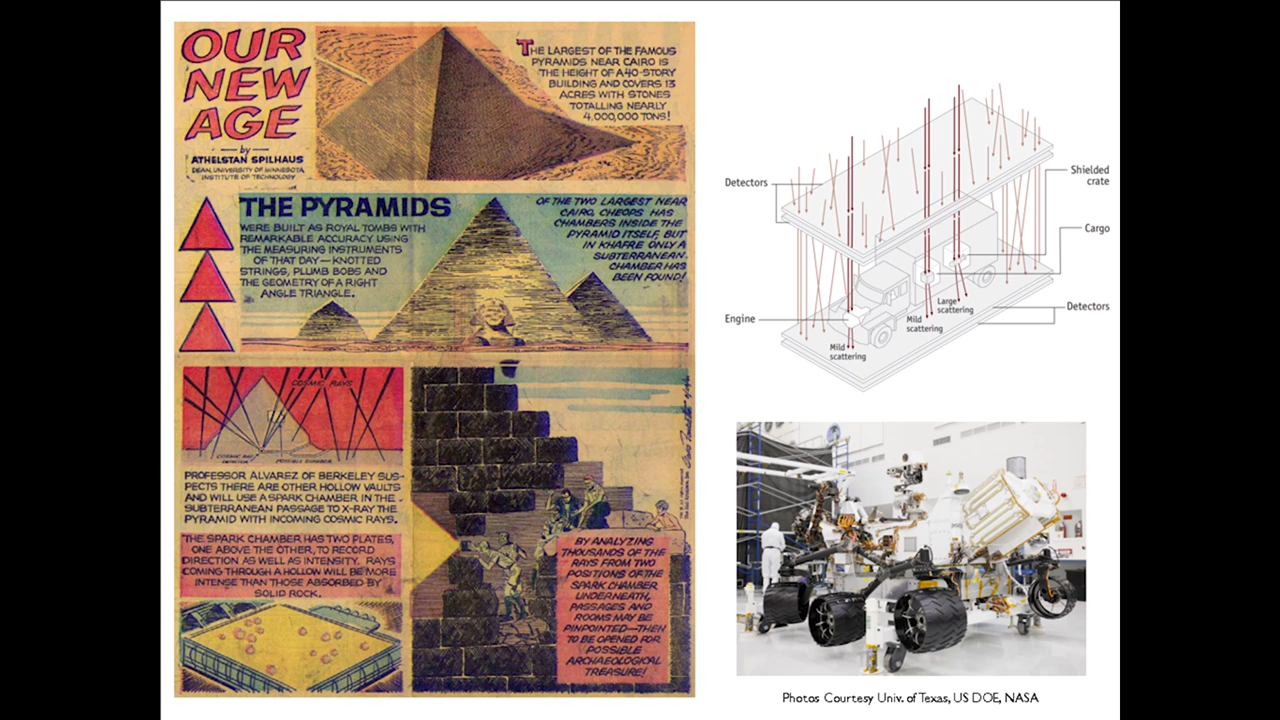 OUR
NEW
AGE
by
ATHELSTAN SPILHAUS
DEAN, UNIVERSITY OF MINNESOTA
INSTITUTE OF TECHNOLOGY
THE LARGEST OF THE FAMOUS
PYRAMIDS NEAR CAIRO IS
THE HEIGHT OF A 40-STORY
BUILDING AND COVERS 13
ACRES WITH STONES
TOTALLING NEARLY
4,000,000 TONS!
THE PYRAMIDS
WERE BUILT AS ROYAL TOMBS WITH
REMARKABLE ACCURACY USING
THE MEASURING INSTRUMENTS
OF THAT DAY—KNOTTED
STRINGS, PLUMB BOBS AND
THE GEOMETRY OF A RIGHT
ANGLE TRIANGLE.
OF THE TWO LARGEST NEAR
CAIRO, CHEOPS HAS
CHAMBERS INSIDE THE
PYRAMID ITSELF, BUT
IN KHAFRE ONLY A
SUBTERRANEAN
CHAMBER HAS
BEEN FOUND!
COSMIC RAYS
COSMIC RAY
DETECTOR
POSSIBLE CHAMBER
PROFESSOR ALVAREZ OF BERKELEY SUS-
PECTS THERE ARE OTHER HOLLOW VAULTS
AND WILL USE A SPARK CHAMBER IN THE
SUBTERRANEAN PASSAGE TO X-RAY THE
PYRAMID WITH INCOMING COSMIC RAYS.
THE SPARK CHAMBER HAS TWO PLATES,
ONE ABOVE THE OTHER, TO RECORD
DIRECTION AS WELL AS INTENSITY. RAYS
COMING THROUGH A HOLLOW WILL BE MORE
INTENSE THAN THOSE ABSORBED BY
SOLID ROCK.
BY ANALYZING
THOUSANDS OF THE
RAYS FROM TWO
POSITIONS OF THE
SPARK CHAMBER
UNDERNEATH,
PASSAGES AND
ROOMS MAY BE
PINPOINTED—THEN
TO BE OPENED FOR
POSSIBLE
ARCHAEOLOGICAL
TREASURE!
Detectors
Shielded
crate
Cargo
Detectors
Engine
Large
scattering
Mild
scattering
Mild
scattering
Photos Courtesy Univ. of Texas, US DOE, NASA